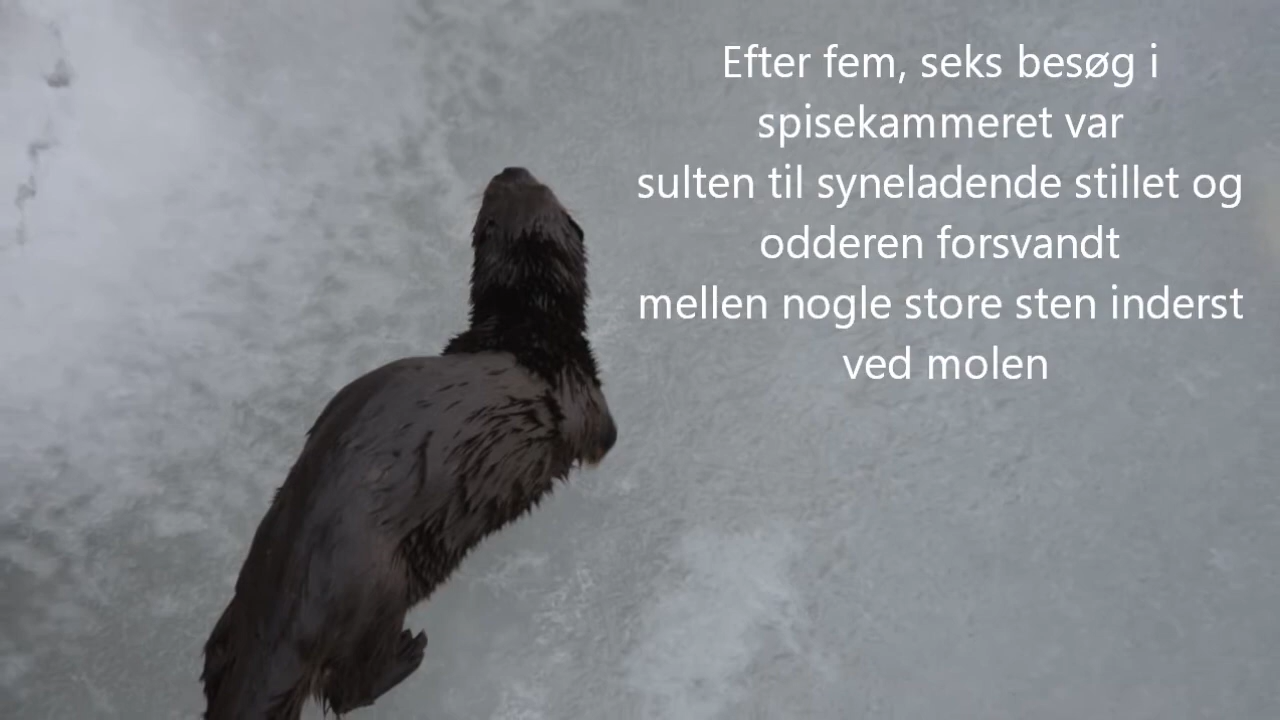 Efter fem, seks besøg i
spisekammeret var
sulten til syneladende stillet og
odderen forsvandt
mellen nogle store sten inderst
ved molen